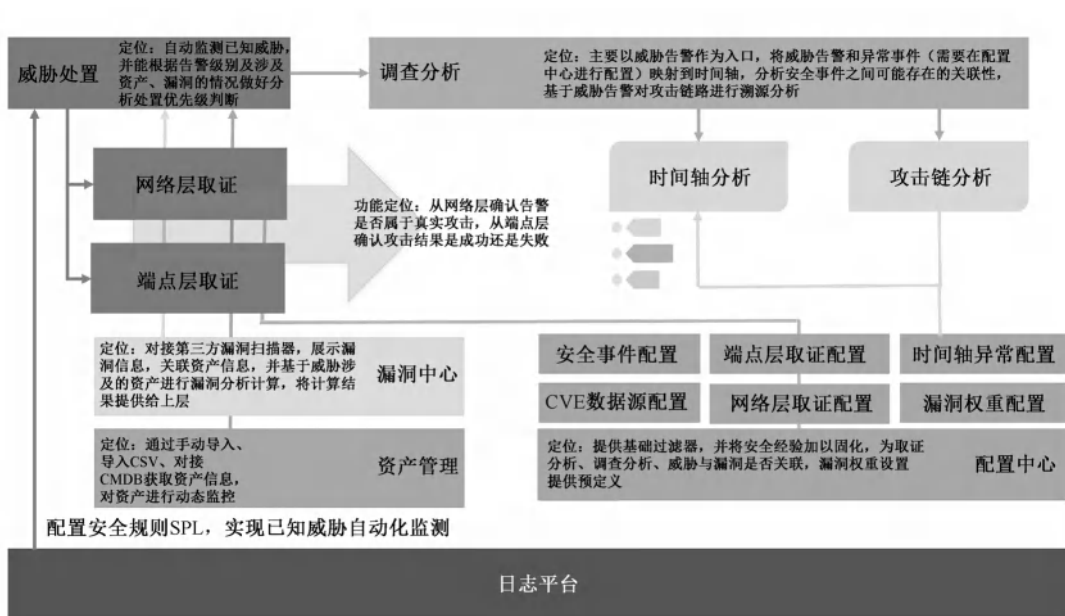 威胁处置
定位：自动监测已知威胁，
并能根据告警级别及涉及
资产、漏洞的情况做好分
析处置优先级判断
调查分析
定位：主要以威胁告警作为入口，将威胁告警和异常事件（需要在配置
中心进行配置）映射到时间轴，分析安全事件之间可能存在的关联性，
基于威胁告警对攻击链路进行溯源分析
网络层取证
端点层取证
功能定位：从网络层确认告警
是否属于真实攻击，从端点层
确认攻击结果是成功还是失败
时间轴分析
攻击链分析
定位：对接第三方漏洞扫描器，展示漏
洞信息，关联资产信息，并基于威胁涉
及的资产进行漏洞分析计算，将计算结
果提供给上层
漏洞中心
定位：通过手动导入、
导入CSV、对接
CMDB获取资产信息，
对资产进行动态监控
资产管理
安全事件配置
端点层取证配置
时间轴异常配置
CVE数据源配置
网络层取证配置
漏洞权重配置
定位：提供基础过滤器，并将安全经验加以固化，为取证
分析、调查分析、威胁与漏洞是否关联，漏洞权重设置
提供预定义
配置中心
配置安全规则SPL，实现已知威胁自动化监测
日志平台